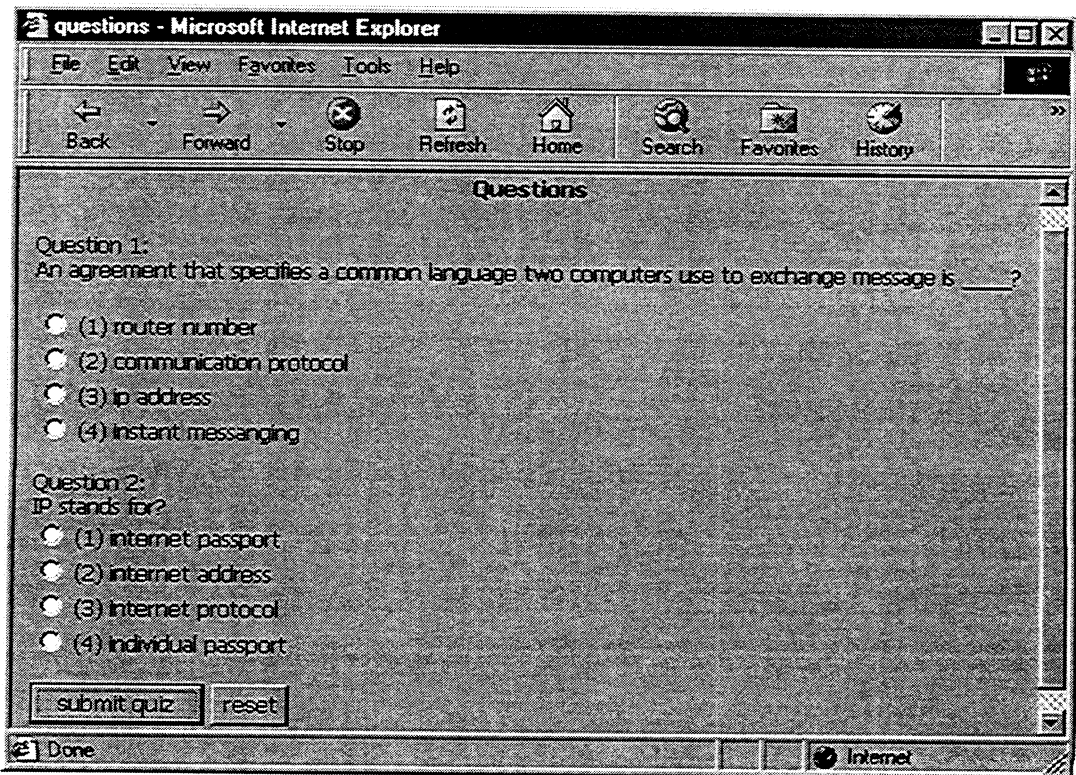 questions - Microsoft Internet Explorer
File Edit View Favorites Tools Help
Back Forward Stop Refresh Home Search Favorites History »
Questions
Question 1:
An agreement that specifies a common language two computers use to exchange message is ____?
(1) router number
(2) communication protocol
(3) ip address
(4) instant messanging
Question 2:
IP stands for?
(1) internet passport
(2) internet address
(3) internet protocol
(4) individual passport
submit quiz reset
Done Internet